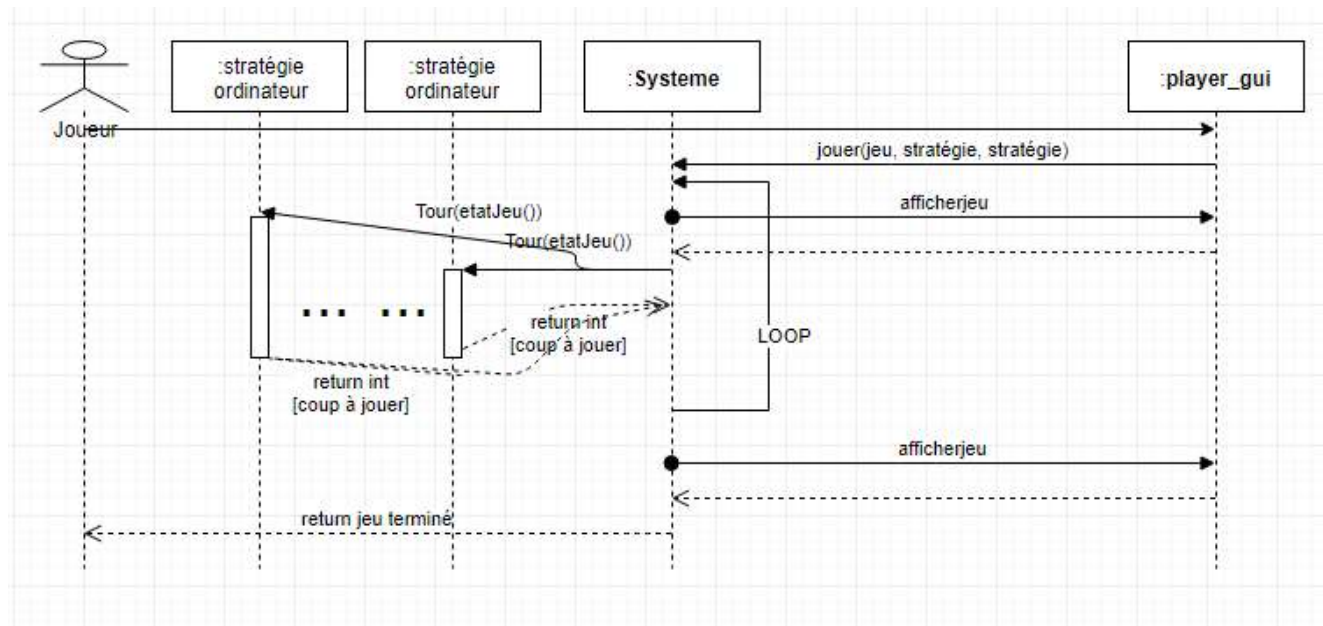 :stratégie
ordinateur
:stratègie
ordinateur
:Systeme
:player_gui
Joueur
jouer(jeu, stratégie, stratégie)
afficherjeu
Tour(etatJeu())
Tour(etatJeu())
... ...
return int
[coup à jouer]
LOOP
return int
[coup à jouer]
afficherjeu
return jeu terminé